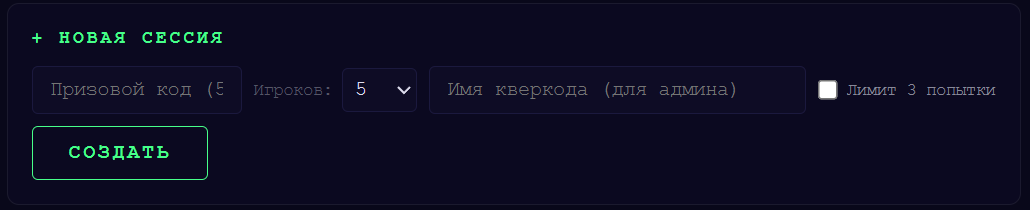 + НОВАЯ СЕССИЯ
Призовой код (5 Игроков: 5 Имя кверкода (для админа) Лимит 3 попытки
СОЗДАТЬ